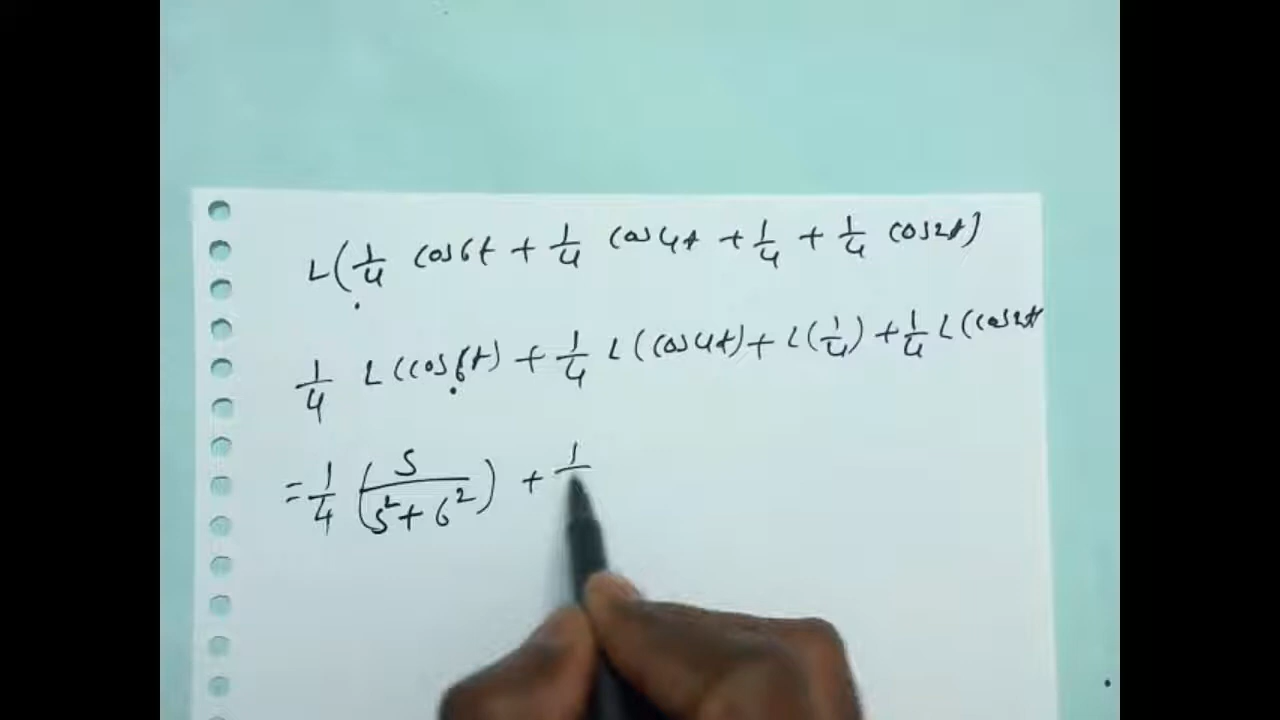 L(1/4 cos6t + 1/4 cos4t + 1/4 + 1/4 cos2t)
1/4 L(cos6t) + 1/4 L(cos4t) + L(1/4) + 1/4 L(cos2t
= 1/4 (s/(s²+6²)) + 1/